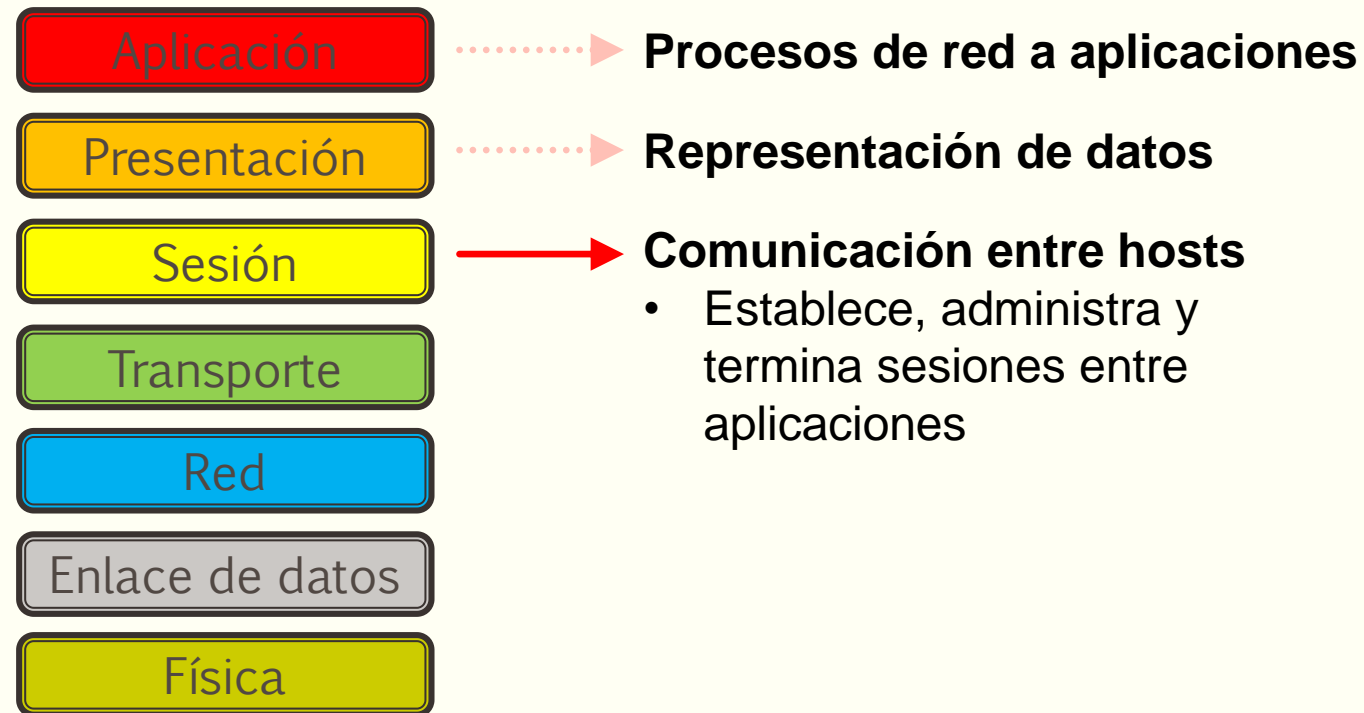 Aplicación
Procesos de red a aplicaciones
Presentación
Representación de datos
Sesión
Comunicación entre hosts
• Establece, administra y
termina sesiones entre
aplicaciones
Transporte
Red
Enlace de datos
Física